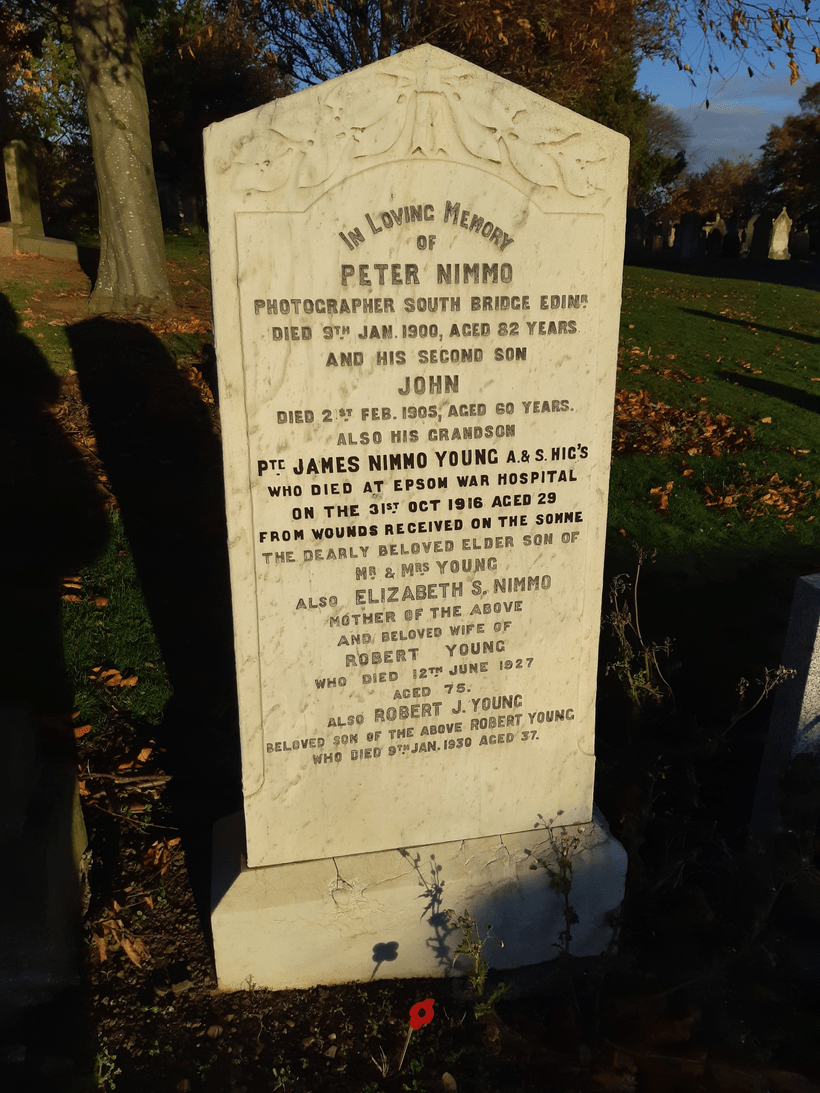 IN LOVING MEMORY
OF
PETER NIMMO
PHOTOGRAPHER SOUTH BRIDGE EDINR
DIED 9TH JAN. 1900, AGED 82 YEARS
AND HIS SECOND SON
JOHN
DIED 21ST FEB. 1905, AGED 60 YEARS.
ALSO HIS GRANDSON
PTE JAMES NIMMO YOUNG A. & S. HIG'S
WHO DIED AT EPSOM WAR HOSPITAL
ON THE 31ST OCT 1916 AGED 29
FROM WOUNDS RECEIVED ON THE SOMME
THE DEARLY BELOVED ELDER SON OF
MR & MRS YOUNG
ALSO ELIZABETH S. NIMMO
MOTHER OF THE ABOVE
AND BELOVED WIFE OF
ROBERT YOUNG
WHO DIED 12TH JUNE 1927
AGED 75.
ALSO ROBERT J. YOUNG
BELOVED SON OF THE ABOVE ROBERT YOUNG
WHO DIED 9TH JAN. 1930 AGED 37.